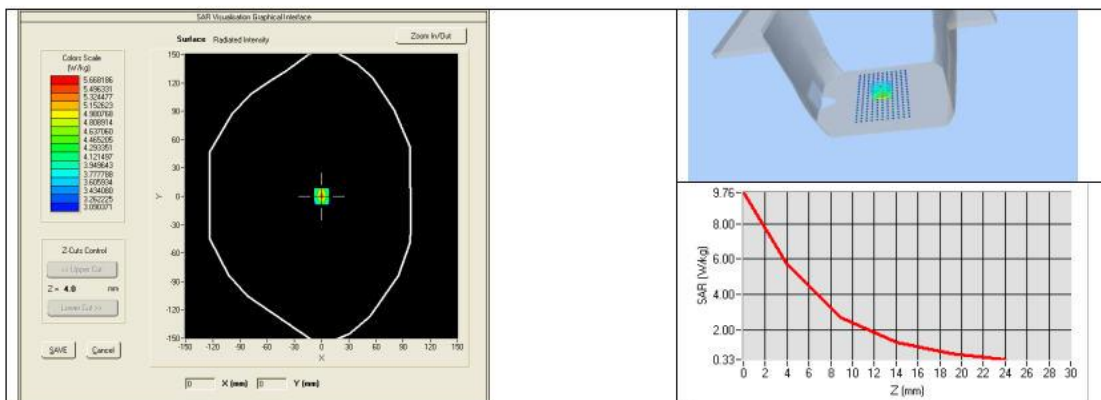 SAR Visualisation Graphical Interface
Surface Radiated Intensity
Zoom In/Out
Colors Scale
(W/kg)
5.668186
5.496331
5.324477
5.152623
4.980768
4.808914
4.637060
4.465205
4.293351
4.121497
3.949643
3.777788
3.605934
3.434080
3.262225
3.090371
150
120
90
60
30
0
-30
-60
-90
-120
-150
Y
-150 -120 -90 -60 -30 0 30 60 90 120 150
X
Z-Cuts Control
<< Upper Cut
Z = 4.0 mm
Lower Cut >>
SAVE Cancel
0 X (mm) 0 Y (mm)
9.76
8.00
6.00
4.00
2.00
0.33
SAR (W/kg)
0 2 4 6 8 10 12 14 16 18 20 22 24 26 28 30
Z (mm)